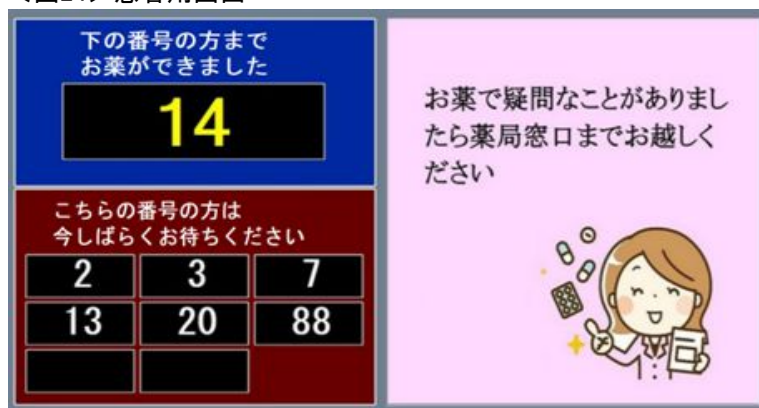 下の番号の方まで
お薬ができました
14
こちらの番号の方は
今しばらくお待ちください
2 3 7
13 20 88
お薬で疑問なことがありまし
たら薬局窓口までお越しく
ださい